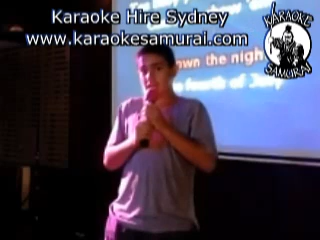 Karaoke Hire Sydney
www.karaokesamurai.com
KARAOKE
SAMURAI
own the nigh
fourth of July